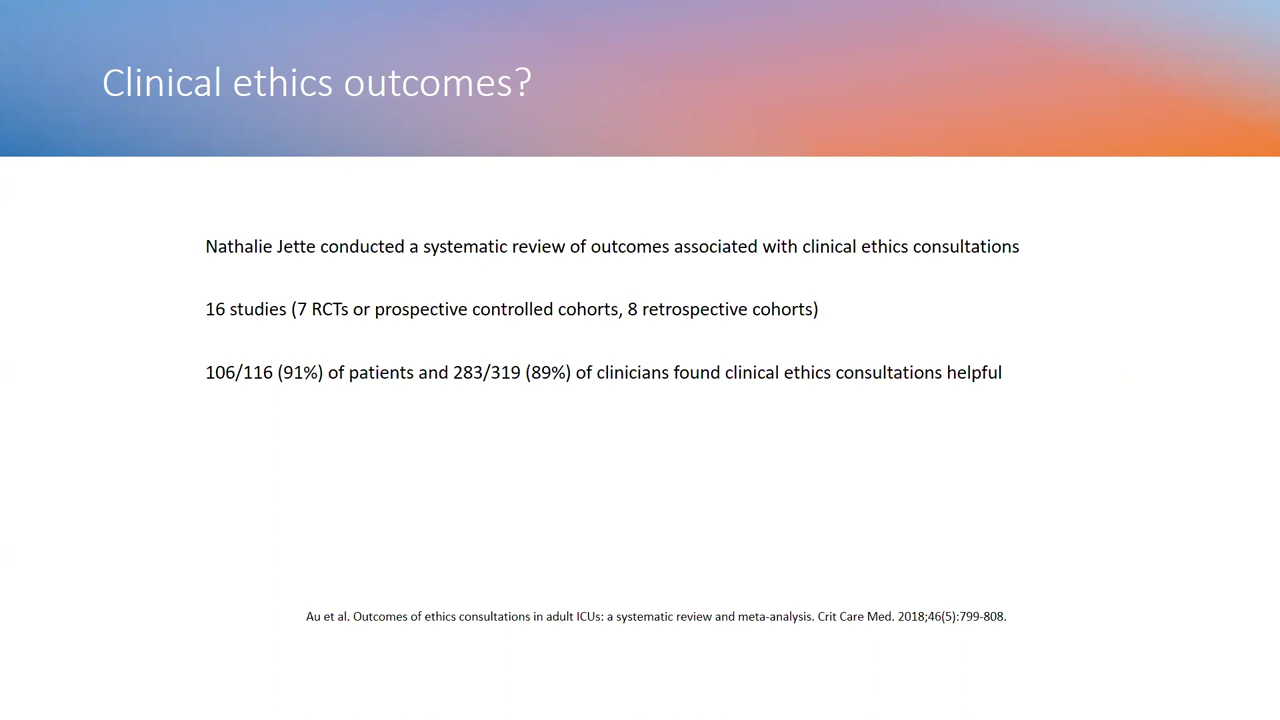 Clinical ethics outcomes?
Nathalie Jette conducted a systematic review of outcomes associated with clinical ethics consultations
16 studies (7 RCTs or prospective controlled cohorts, 8 retrospective cohorts)
106/116 (91%) of patients and 283/319 (89%) of clinicians found clinical ethics consultations helpful
Au et al. Outcomes of ethics consultations in adult ICUs: a systematic review and meta-analysis. Crit Care Med. 2018;46(5):799-808.